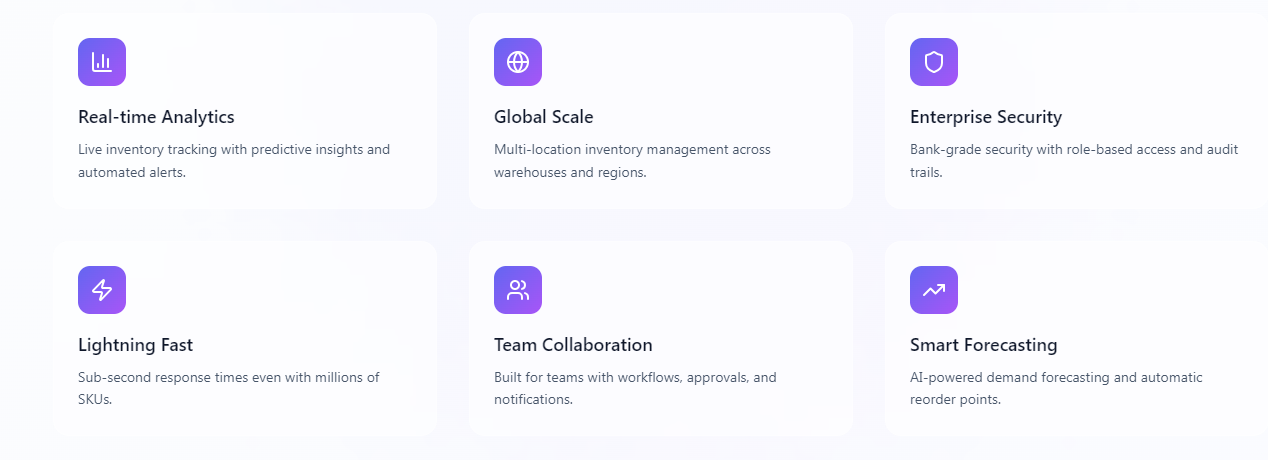 Real-time Analytics
Live inventory tracking with predictive insights and
automated alerts.
Global Scale
Multi-location inventory management across
warehouses and regions.
Enterprise Security
Bank-grade security with role-based access and audit
trails.
Lightning Fast
Sub-second response times even with millions of
SKUs.
Team Collaboration
Built for teams with workflows, approvals, and
notifications.
Smart Forecasting
AI-powered demand forecasting and automatic
reorder points.